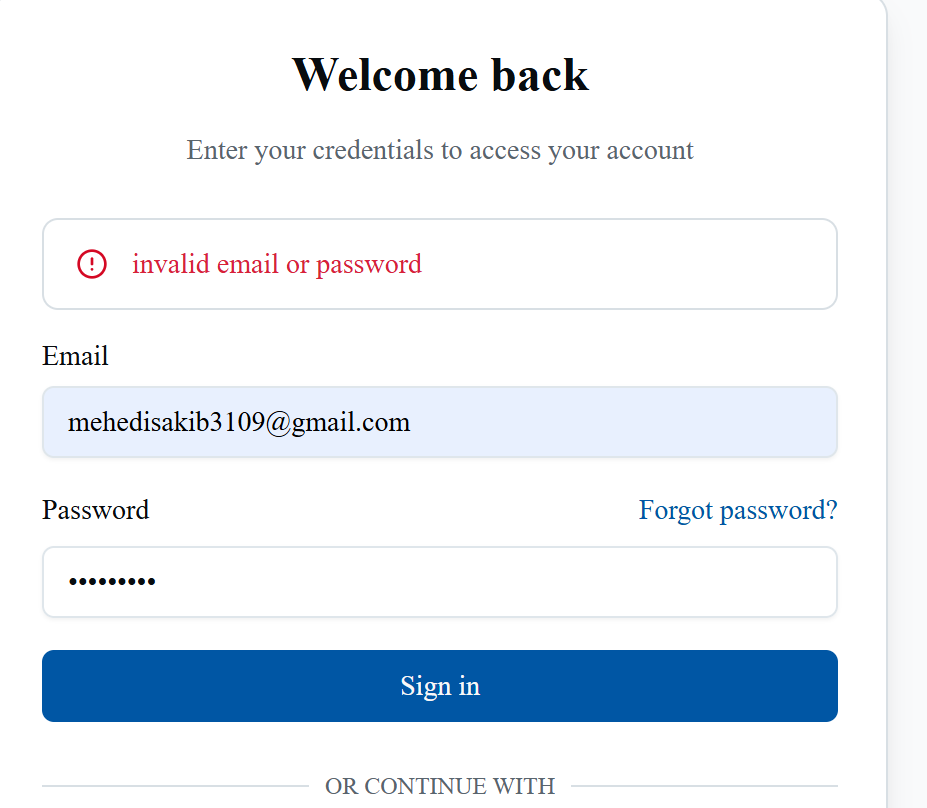 Welcome back
Enter your credentials to access your account
invalid email or password
Email
mehedisakib3109@gmail.com
Password
Forgot password?
•••••••••
Sign in
OR CONTINUE WITH